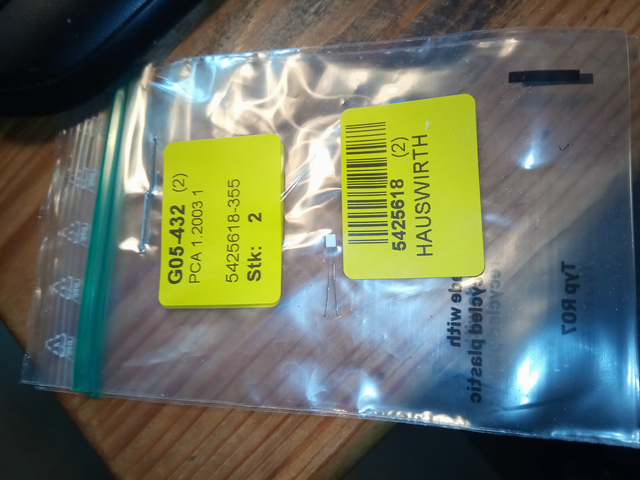 G05-432 (2)
PCA 1.2003 1
5425618-355
Stk: 2
5425618 (2)
HAUSWIRTH
Typ R07
made with
recycled plastic